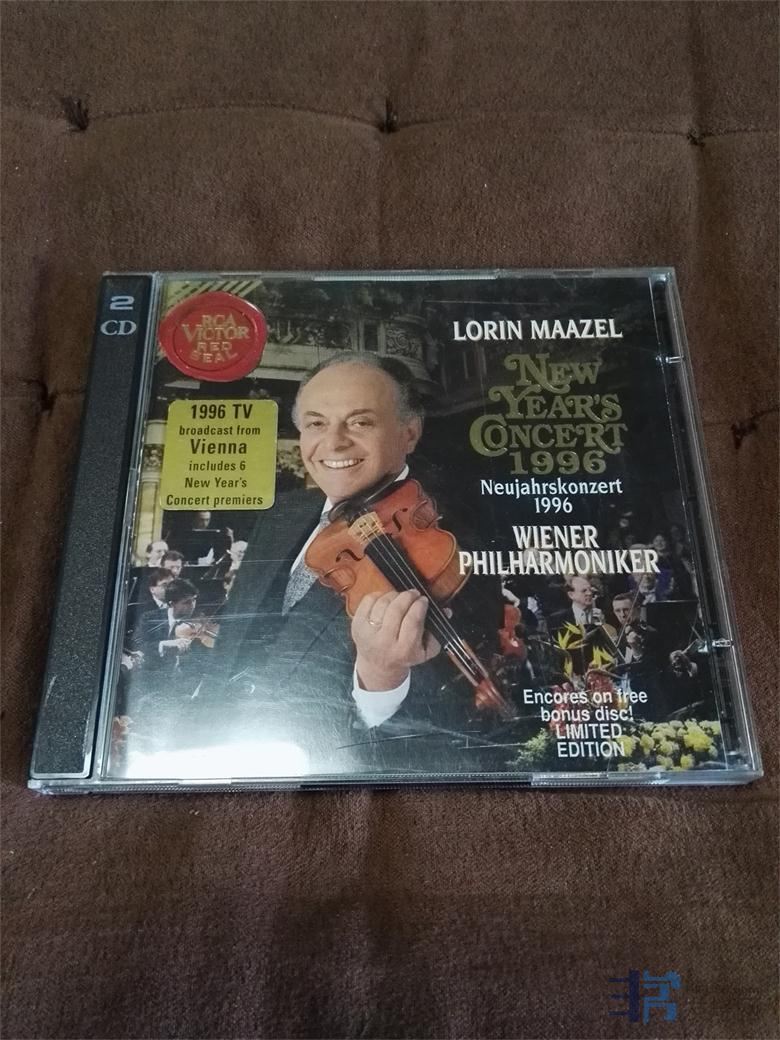 2
CD
RCA
VICTOR
RED
SEAL
1996 TV
broadcast from
Vienna
includes 6
New Year's
Concert premiers
LORIN MAAZEL
NEW
YEAR'S
CONCERT
1996
Neujahrskonzert
1996
WIENER
PHILHARMONIKER
Encores on free
bonus disc!
LIMITED
EDITION